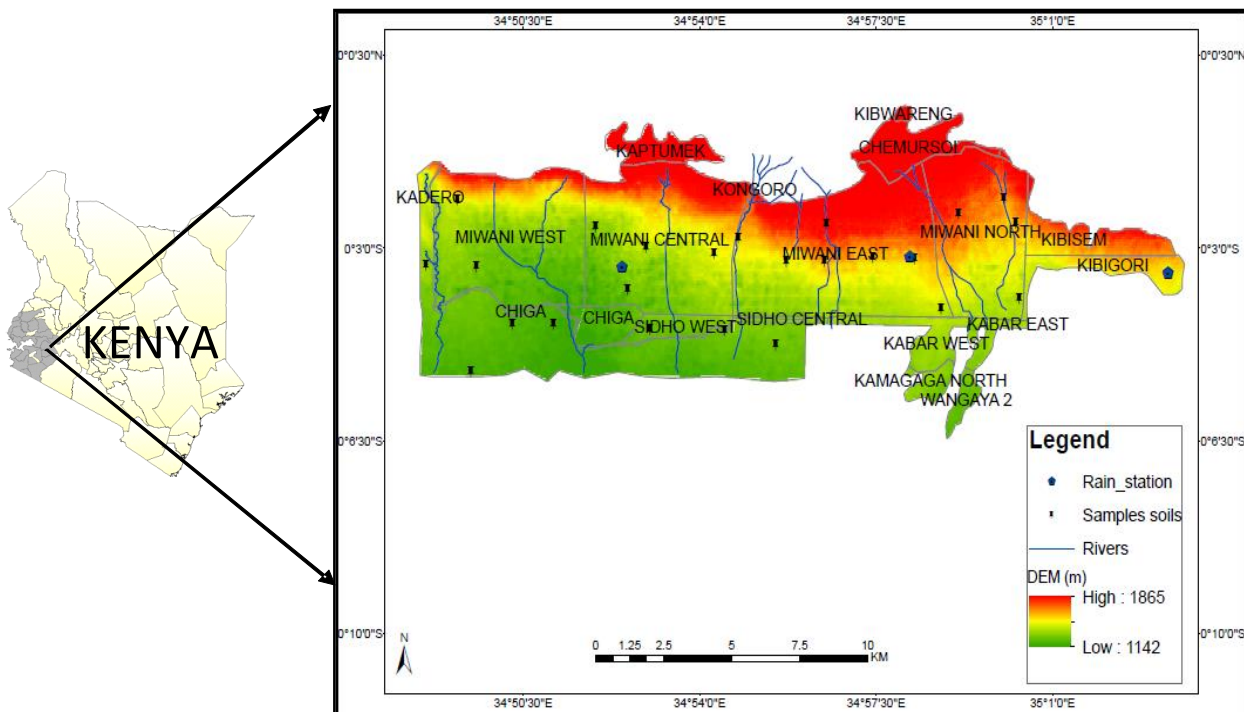 34°50'30"E 34°54'0"E 34°57'30"E 35°1'0"E
0°0'30"N 0°0'30"N
KIBWARENG
KAPTUMEK CHEMURSOI
KADERO KONGORO
MIWANI WEST MIWANI CENTRAL MIWANI NORTH
KIBISEM
0°3'0"S MIWANI EAST 0°3'0"S
KIBIGORI
CHIGA CHIGA SIDHO WEST SIDHO CENTRAL KABAR EAST
KENYA
KABAR WEST
KAMAGAGA NORTH
WANGAYA 2
0°6'30"S 0°6'30"S
Legend
Rain_station
Samples soils
Rivers
DEM (m)
High : 1865
Low : 1142
0°10'0"S 0°10'0"S
N
0 1.25 2.5 5 7.5 10
KM
34°50'30"E 34°54'0"E 34°57'30"E 35°1'0"E